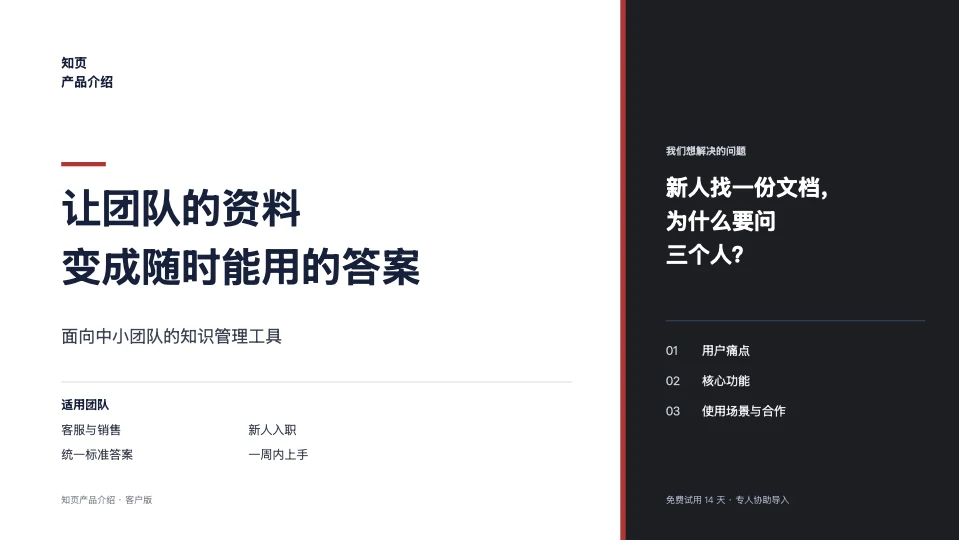 知页
产品介绍
让团队的资料
变成随时能用的答案
面向中小团队的知识管理工具
适用团队
客服与销售
新人入职
统一标准答案
一周内上手
知页产品介绍 · 客户版
我们想解决的问题
新人找一份文档，
为什么要问
三个人？
01 用户痛点
02 核心功能
03 使用场景与合作
免费试用 14 天 · 专人协助导入